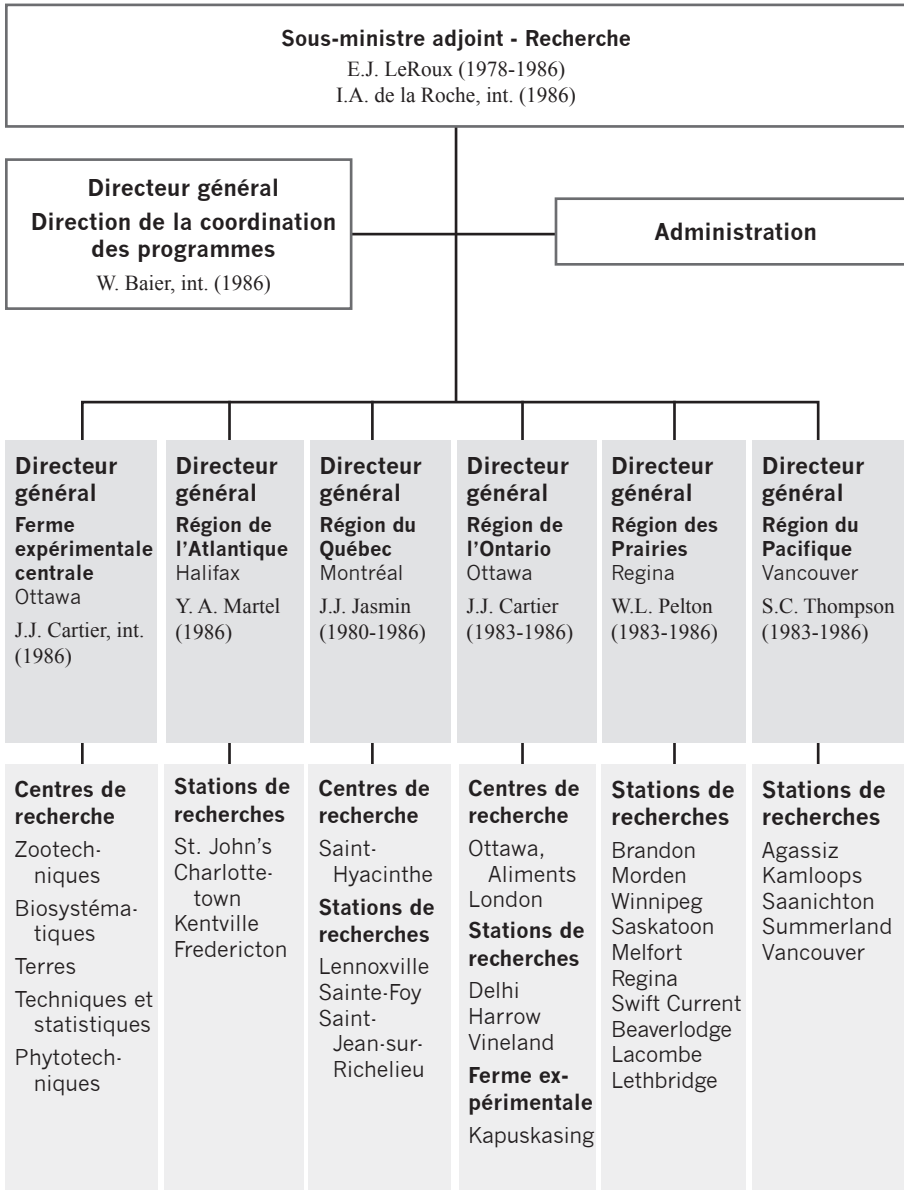 Sous-ministre adjoint - Recherche
E.J. LeRoux (1978-1986)
I.A. de la Roche, int. (1986)
Directeur général
Direction de la coordination
des programmes
W. Baier, int. (1986)
Administration
Directeur
général
Ferme
expérimentale
centrale
Ottawa
J.J. Cartier, int.
(1986)
Directeur
général
Région de
l'Atlantique
Halifax
Y. A. Martel
(1986)
Directeur
général
Région du
Québec
Montréal
J.J. Jasmin
(1980-1986)
Directeur
général
Région de
l'Ontario
Ottawa
J.J. Cartier
(1983-1986)
Directeur
général
Région des
Prairies
Regina
W.L. Pelton
(1983-1986)
Directeur
général
Région du
Pacifique
Vancouver
S.C. Thompson
(1983-1986)
Centres de
recherche
Zootech-
niques
Biosystéma-
tiques
Terres
Techniques et
statistiques
Phytotech-
niques
Stations de
recherches
St. John's
Charlotte-
town
Kentville
Fredericton
Centres de
recherche
Saint-
Hyacinthe
Stations de
recherches
Lennoxville
Sainte-Foy
Saint-
Jean-sur-
Richelieu
Centres de
recherche
Ottawa,
Aliments
London
Stations de
recherches
Delhi
Harrow
Vineland
Ferme ex-
périmentale
Kapuskasing
Stations de
recherches
Brandon
Morden
Winnipeg
Saskatoon
Melfort
Regina
Swift Current
Beaverlodge
Lacombe
Lethbridge
Stations de
recherches
Agassiz
Kamloops
Saanichton
Summerland
Vancouver